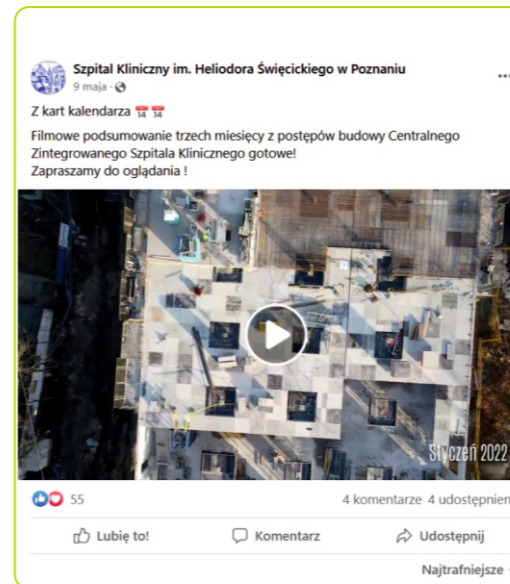 Szpital Kliniczny im. Heliodora Święcickiego w Poznaniu
9 maja ·
Z kart kalendarza 📅 📅
Filmowe podsumowanie trzech miesięcy z postępów budowy Centralnego
Zintegrowanego Szpitala Klinicznego gotowe!
Zapraszamy do oglądania !
Styczeń 2022
55
4 komentarze 4 udostępnien
Lubię to!
Komentarz
Udostępnij
Najtrafniejsze